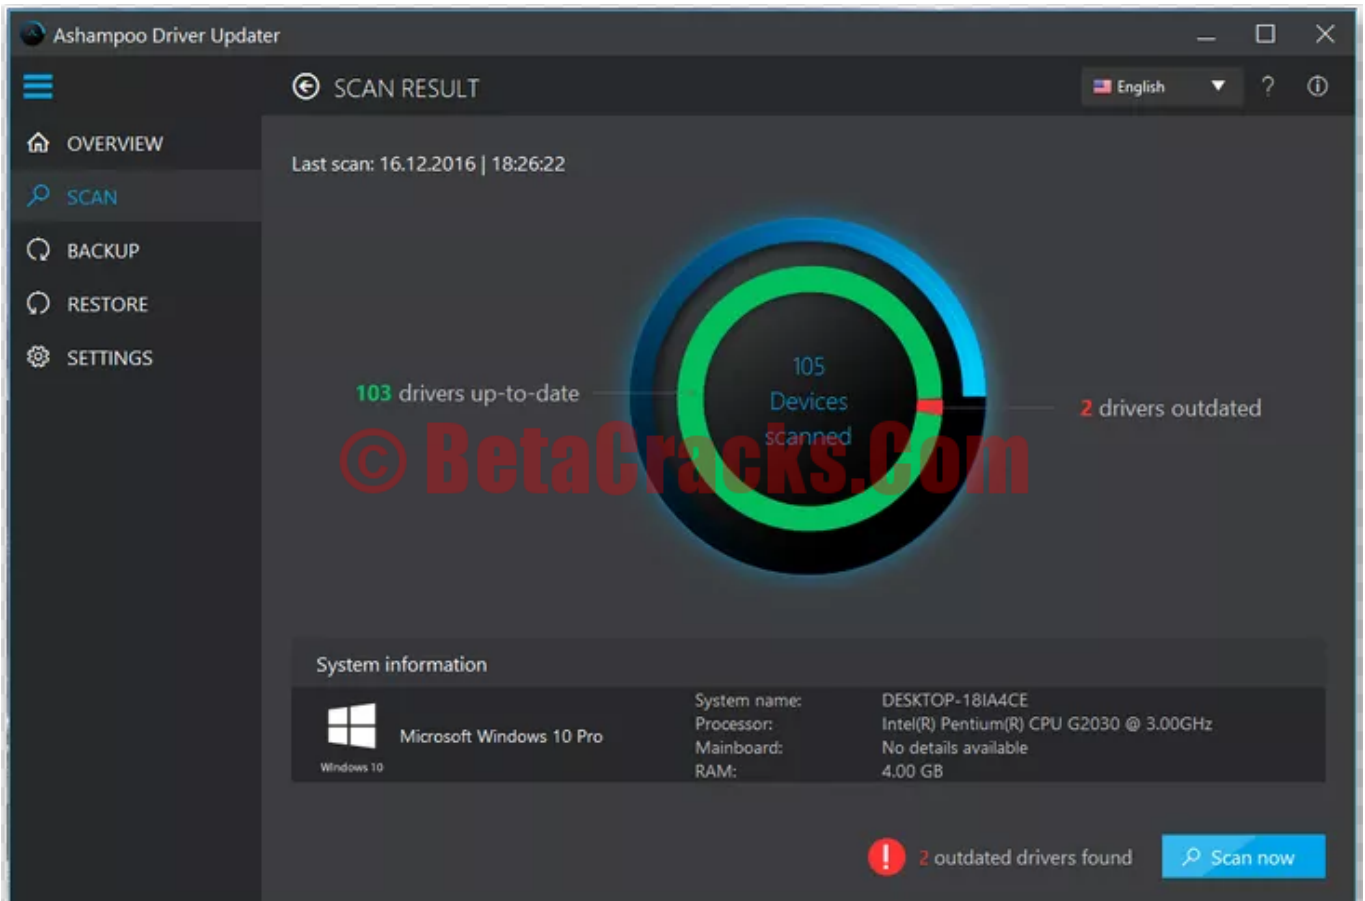 Ashampoo Driver Updater
SCAN RESULT
English
?
OVERVIEW
SCAN
BACKUP
RESTORE
SETTINGS
Last scan: 16.12.2016 | 18:26:22
105
Devices
scanned
103 drivers up-to-date
2 drivers outdated
© BetaCracks.Com
System information
Windows 10
Microsoft Windows 10 Pro
System name: DESKTOP-18IA4CE
Processor: Intel(R) Pentium(R) CPU G2030 @ 3.00GHz
Mainboard: No details available
RAM: 4.00 GB
! 2 outdated drivers found
Scan now